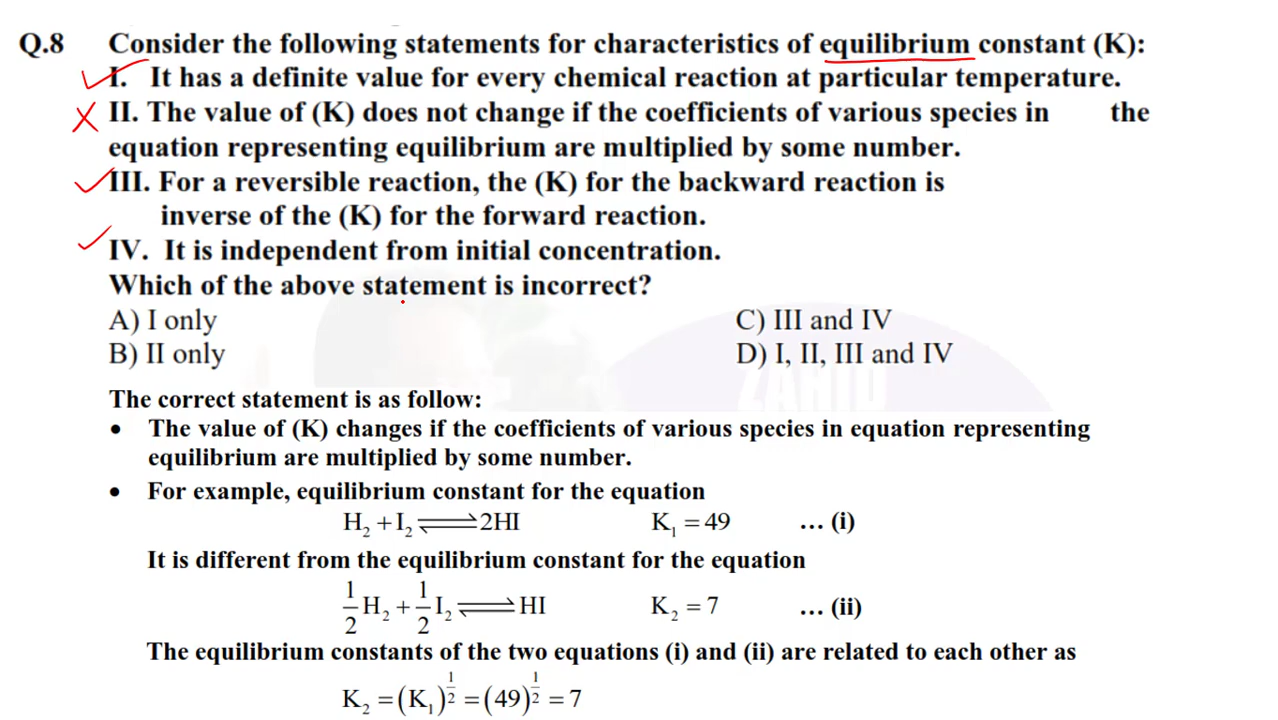 Q.8 Consider the following statements for characteristics of equilibrium constant (K):
I. It has a definite value for every chemical reaction at particular temperature.
II. The value of (K) does not change if the coefficients of various species in the
equation representing equilibrium are multiplied by some number.
III. For a reversible reaction, the (K) for the backward reaction is
inverse of the (K) for the forward reaction.
IV. It is independent from initial concentration.
Which of the above statement is incorrect?
A) I only C) III and IV
B) II only D) I, II, III and IV
ZAHID
The correct statement is as follow:
• The value of (K) changes if the coefficients of various species in equation representing
equilibrium are multiplied by some number.
• For example, equilibrium constant for the equation
H₂ + I₂ ⇌ 2HI K₁ = 49 ... (i)
It is different from the equilibrium constant for the equation
1/2 H₂ + 1/2 I₂ ⇌ HI K₂ = 7 ... (ii)
The equilibrium constants of the two equations (i) and (ii) are related to each other as
K₂ = (K₁)^1/2 = (49)^1/2 = 7